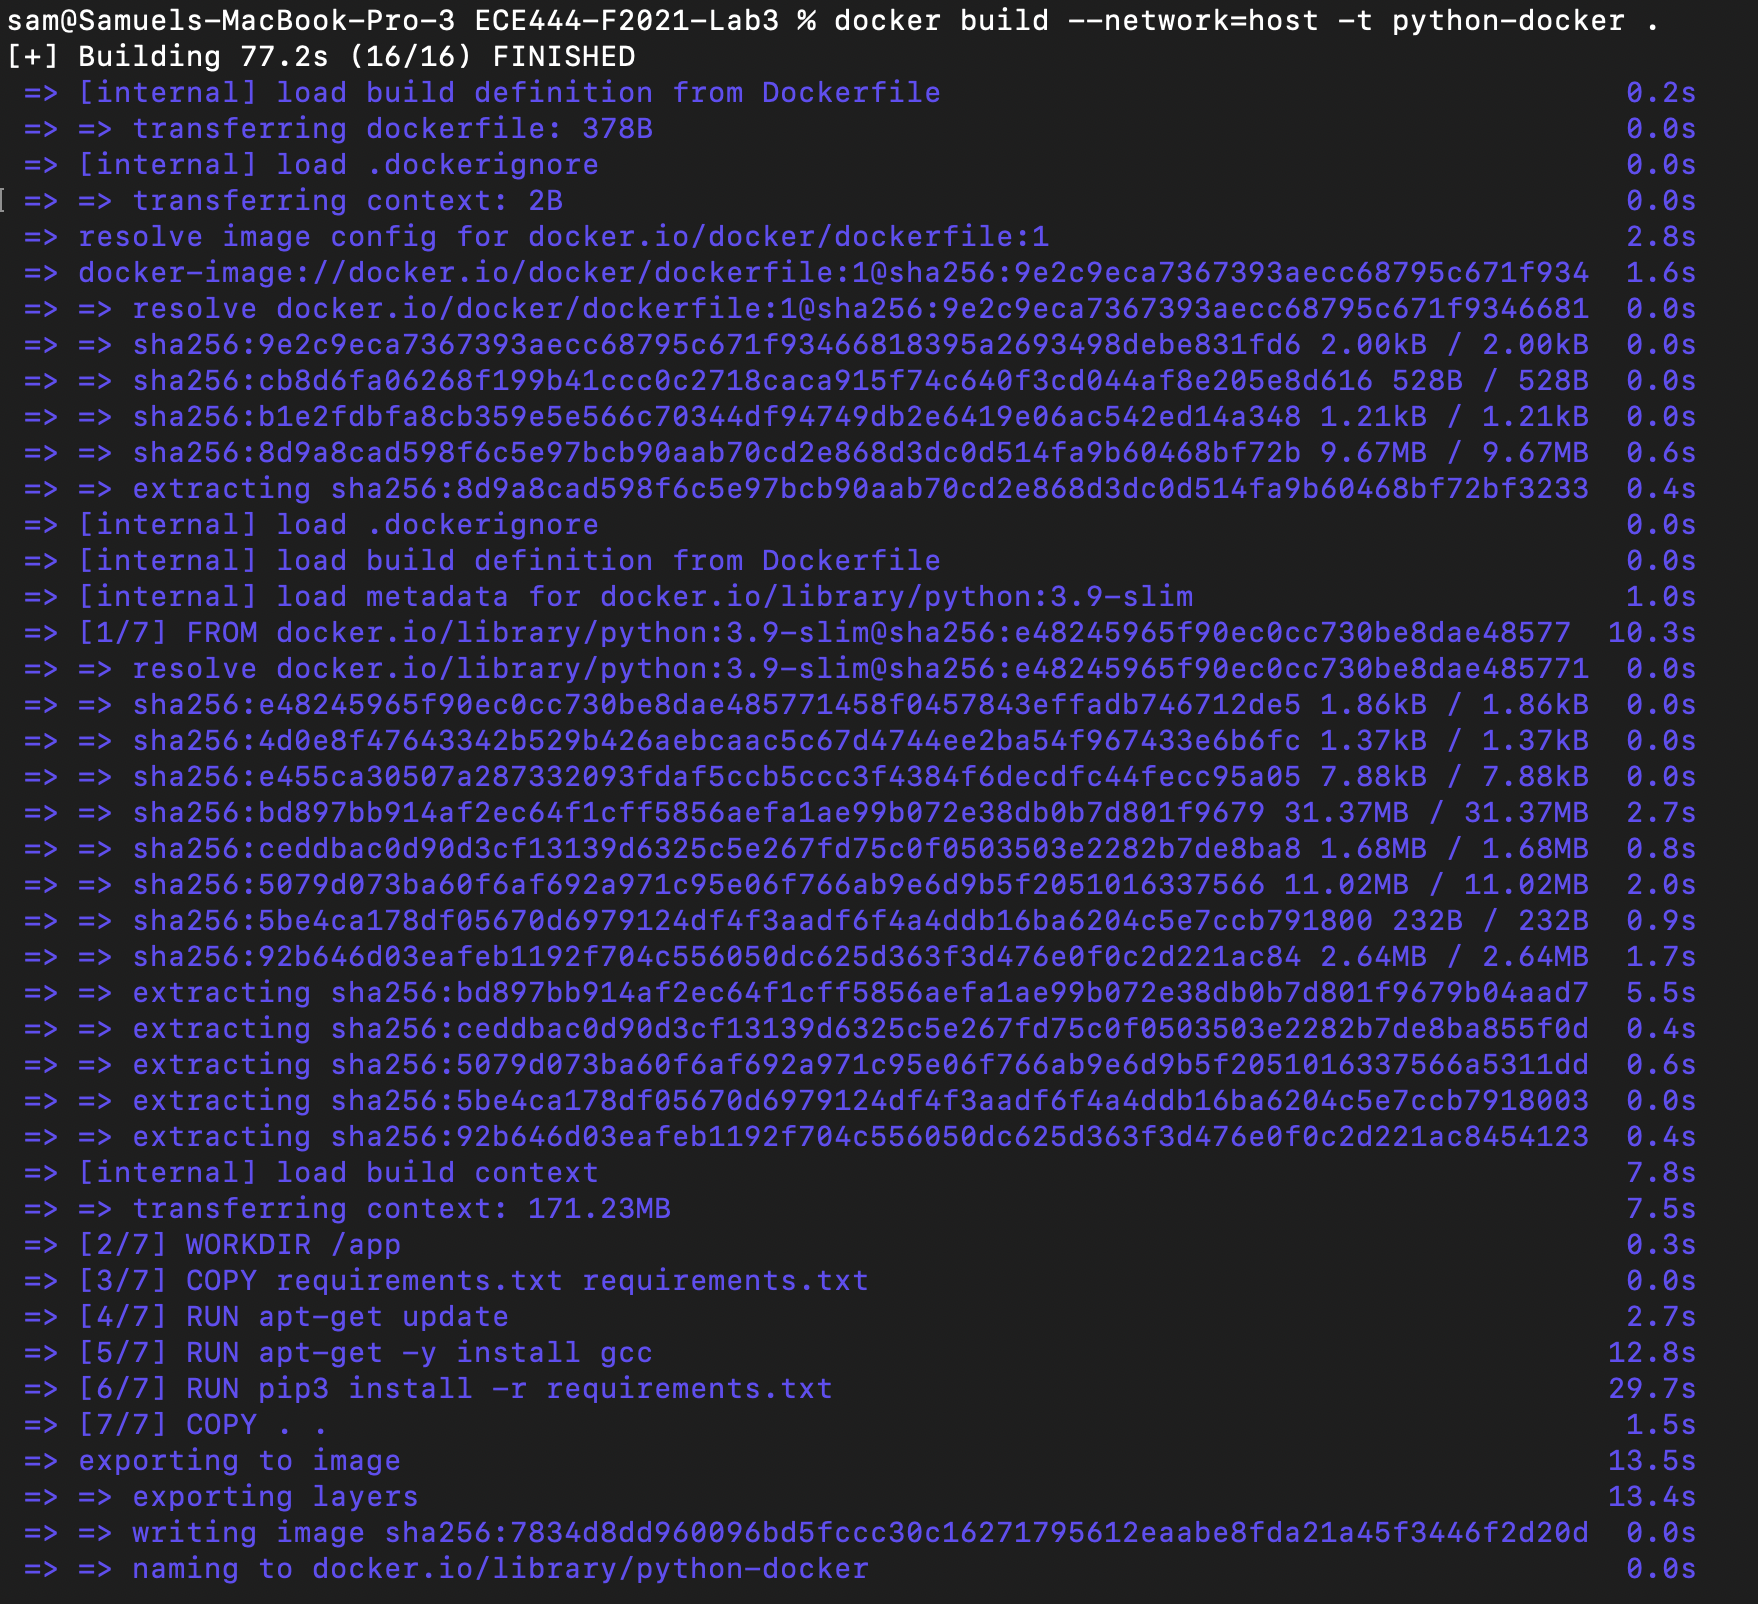 sam@Samuels-MacBook-Pro-3 ECE444-F2021-Lab3 % docker build --network=host -t python-docker .
[+] Building 77.2s (16/16) FINISHED
=> [internal] load build definition from Dockerfile 0.2s
=> => transferring dockerfile: 378B 0.0s
=> [internal] load .dockerignore 0.0s
=> => transferring context: 2B 0.0s
=> resolve image config for docker.io/docker/dockerfile:1 2.8s
=> docker-image://docker.io/docker/dockerfile:1@sha256:9e2c9eca7367393aecc68795c671f934 1.6s
=> => resolve docker.io/docker/dockerfile:1@sha256:9e2c9eca7367393aecc68795c671f9346681 0.0s
=> => sha256:9e2c9eca7367393aecc68795c671f93466818395a2693498debe831fd6 2.00kB / 2.00kB 0.0s
=> => sha256:cb8d6fa06268f199b41ccc0c2718caca915f74c640f3cd044af8e205e8d616 528B / 528B 0.0s
=> => sha256:b1e2fdbfa8cb359e5e566c70344df94749db2e6419e06ac542ed14a348 1.21kB / 1.21kB 0.0s
=> => sha256:8d9a8cad598f6c5e97bcb90aab70cd2e868d3dc0d514fa9b60468bf72b 9.67MB / 9.67MB 0.6s
=> => extracting sha256:8d9a8cad598f6c5e97bcb90aab70cd2e868d3dc0d514fa9b60468bf72bf3233 0.4s
=> [internal] load .dockerignore 0.0s
=> [internal] load build definition from Dockerfile 0.0s
=> [internal] load metadata for docker.io/library/python:3.9-slim 1.0s
=> [1/7] FROM docker.io/library/python:3.9-slim@sha256:e48245965f90ec0cc730be8dae48577 10.3s
=> => resolve docker.io/library/python:3.9-slim@sha256:e48245965f90ec0cc730be8dae485771 0.0s
=> => sha256:e48245965f90ec0cc730be8dae485771458f0457843effadb746712de5 1.86kB / 1.86kB 0.0s
=> => sha256:4d0e8f47643342b529b426aebcaac5c67d4744ee2ba54f967433e6b6fc 1.37kB / 1.37kB 0.0s
=> => sha256:e455ca30507a287332093fdaf5ccb5ccc3f4384f6decdfc44fecc95a05 7.88kB / 7.88kB 0.0s
=> => sha256:bd897bb914af2ec64f1cff5856aefa1ae99b072e38db0b7d801f9679 31.37MB / 31.37MB 2.7s
=> => sha256:ceddbac0d90d3cf13139d6325c5e267fd75c0f0503503e2282b7de8ba8 1.68MB / 1.68MB 0.8s
=> => sha256:5079d073ba60f6af692a971c95e06f766ab9e6d9b5f2051016337566 11.02MB / 11.02MB 2.0s
=> => sha256:5be4ca178df05670d6979124df4f3aadf6f4a4ddb16ba6204c5e7ccb791800 232B / 232B 0.9s
=> => sha256:92b646d03eafeb1192f704c556050dc625d363f3d476e0f0c2d221ac84 2.64MB / 2.64MB 1.7s
=> => extracting sha256:bd897bb914af2ec64f1cff5856aefa1ae99b072e38db0b7d801f9679b04aad7 5.5s
=> => extracting sha256:ceddbac0d90d3cf13139d6325c5e267fd75c0f0503503e2282b7de8ba855f0d 0.4s
=> => extracting sha256:5079d073ba60f6af692a971c95e06f766ab9e6d9b5f2051016337566a5311dd 0.6s
=> => extracting sha256:5be4ca178df05670d6979124df4f3aadf6f4a4ddb16ba6204c5e7ccb7918003 0.0s
=> => extracting sha256:92b646d03eafeb1192f704c556050dc625d363f3d476e0f0c2d221ac8454123 0.4s
=> [internal] load build context 7.8s
=> => transferring context: 171.23MB 7.5s
=> [2/7] WORKDIR /app 0.3s
=> [3/7] COPY requirements.txt requirements.txt 0.0s
=> [4/7] RUN apt-get update 2.7s
=> [5/7] RUN apt-get -y install gcc 12.8s
=> [6/7] RUN pip3 install -r requirements.txt 29.7s
=> [7/7] COPY . . 1.5s
=> exporting to image 13.5s
=> => exporting layers 13.4s
=> => writing image sha256:7834d8dd960096bd5fccc30c16271795612eaabe8fda21a45f3446f2d20d 0.0s
=> => naming to docker.io/library/python-docker 0.0s